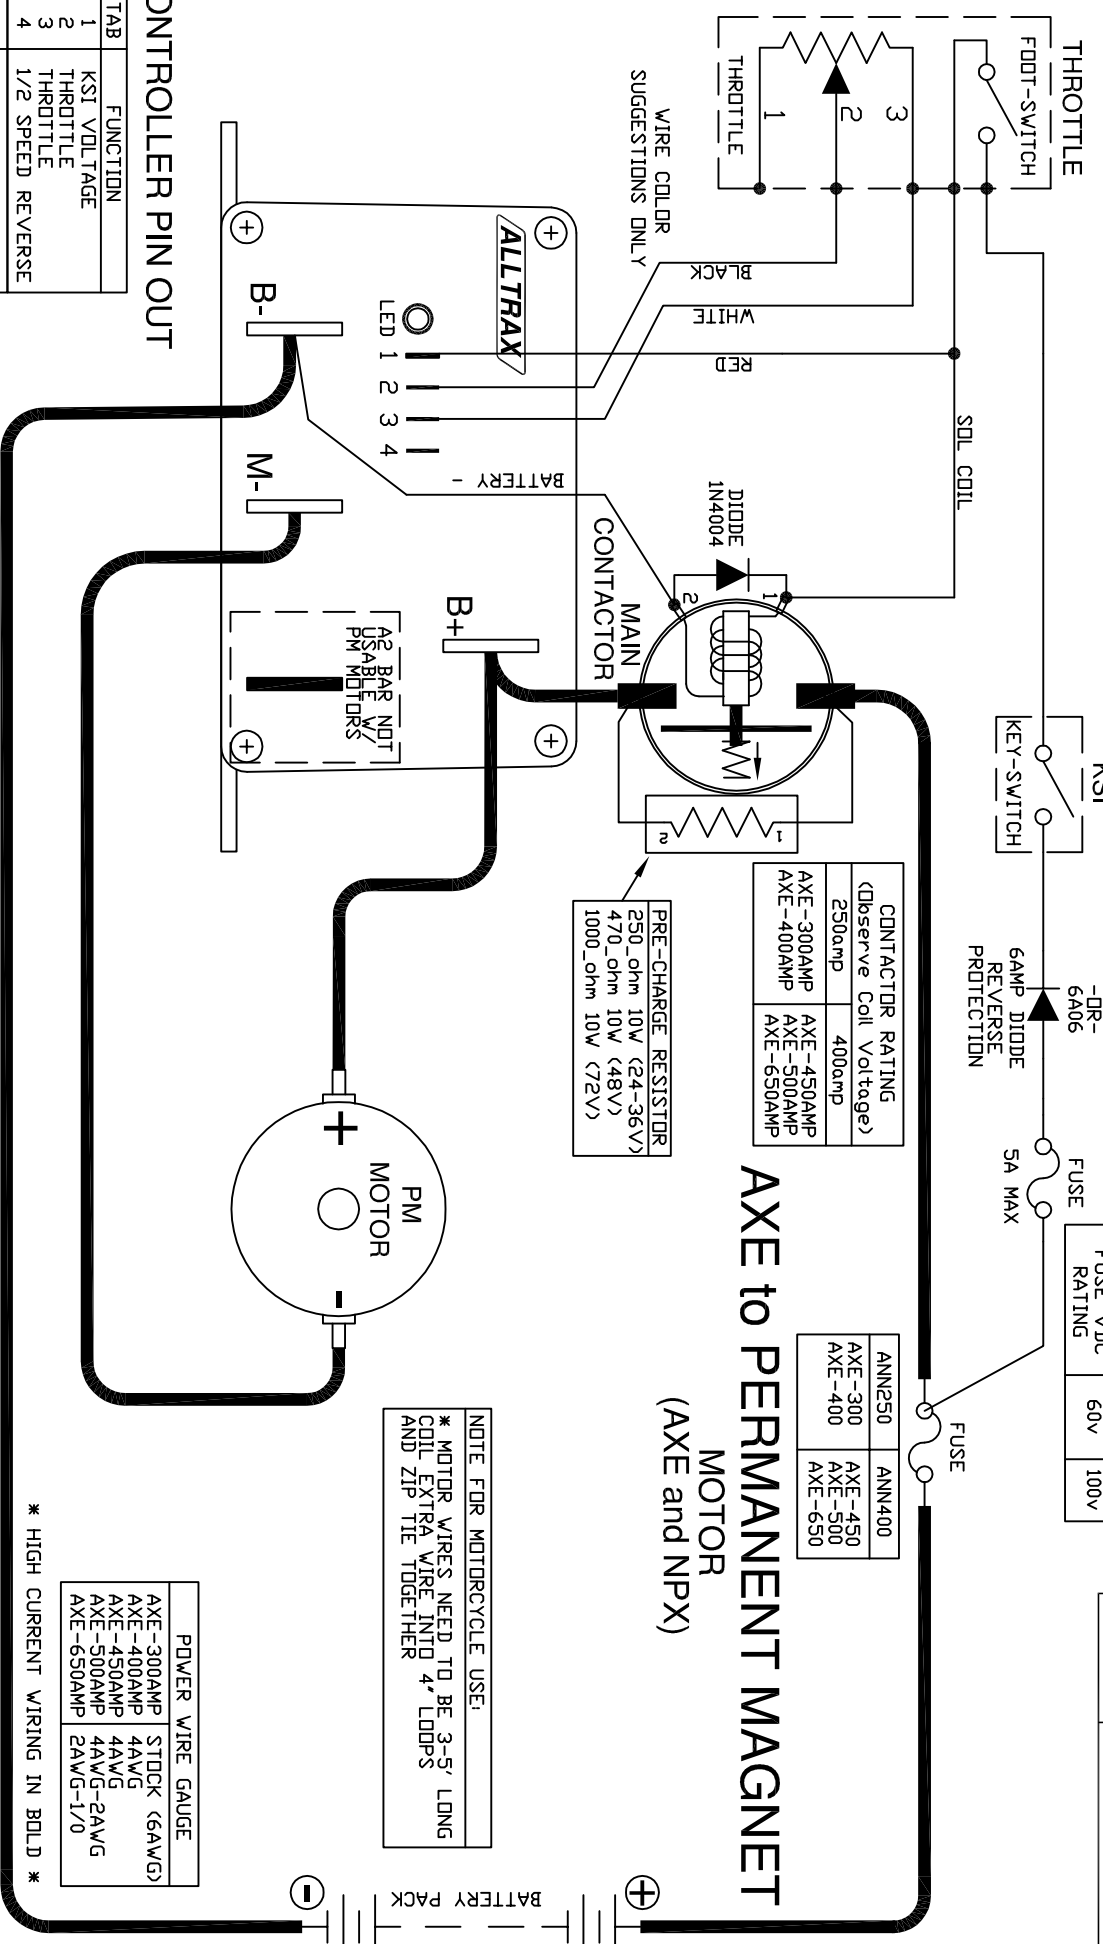 THROTTLE
FOOT-SWITCH
3
2
1
THROTTLE
WIRE COLOR
SUGGESTIONS ONLY
BLACK
WHITE
RED
SOL COIL
KEY-SWITCH
-OR-
6A06
6AMP DIODE
REVERSE
PROTECTION
FUSE
5A MAX
RATING
60v
100v
CONTROLLER PIN OUT
TAB
FUNCTION
1 KSI VOLTAGE
2 THROTTLE
3 THROTTLE
4 1/2 SPEED REVERSE
ALLTRAX
LED
1
2
3
4
B-
M-
B+
BATTERY -
A2 BAR NOT
USABLE W/
PM MOTORS
DIODE
1N4004
1
2
MAIN
CONTACTOR
1
2
CONTACTOR RATING
(Observe Coil Voltage)
250amp
400amp
AXE-300AMP
AXE-400AMP
AXE-450AMP
AXE-500AMP
AXE-650AMP
PRE-CHARGE RESISTOR
250_ohm 10W (24-36V)
470_ohm 10W (48V)
1000_ohm 10W (72V)
AXE to PERMANENT MAGNET
MOTOR
(AXE and NPX)
ANN250
ANN400
AXE-300
AXE-400
AXE-450
AXE-500
AXE-650
FUSE
+
PM
MOTOR
-
NOTE FOR MOTORCYCLE USE:
* MOTOR WIRES NEED TO BE 3-5' LONG
COIL EXTRA WIRE INTO 4" LOOPS
AND ZIP TIE TOGETHER
POWER WIRE GAUGE
AXE-300AMP STOCK (6AWG)
AXE-400AMP 4AWG
AXE-450AMP 4AWG
AXE-500AMP 4AWG-2AWG
AXE-650AMP 2AWG-1/0
* HIGH CURRENT WIRING IN BOLD *
+
BATTERY PACK
-